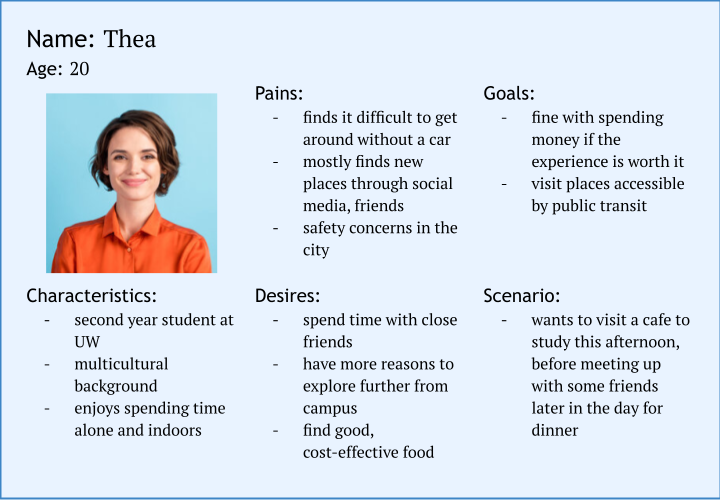 Name: Thea
Age: 20
Pains:
- finds it difficult to get
around without a car
- mostly finds new
places through social
media, friends
- safety concerns in the
city
Goals:
- fine with spending
money if the
experience is worth it
- visit places accessible
by public transit
Characteristics:
- second year student at
UW
- multicultural
background
- enjoys spending time
alone and indoors
Desires:
- spend time with close
friends
- have more reasons to
explore further from
campus
- find good,
cost-effective food
Scenario:
- wants to visit a cafe to
study this afternoon,
before meeting up
with some friends
later in the day for
dinner